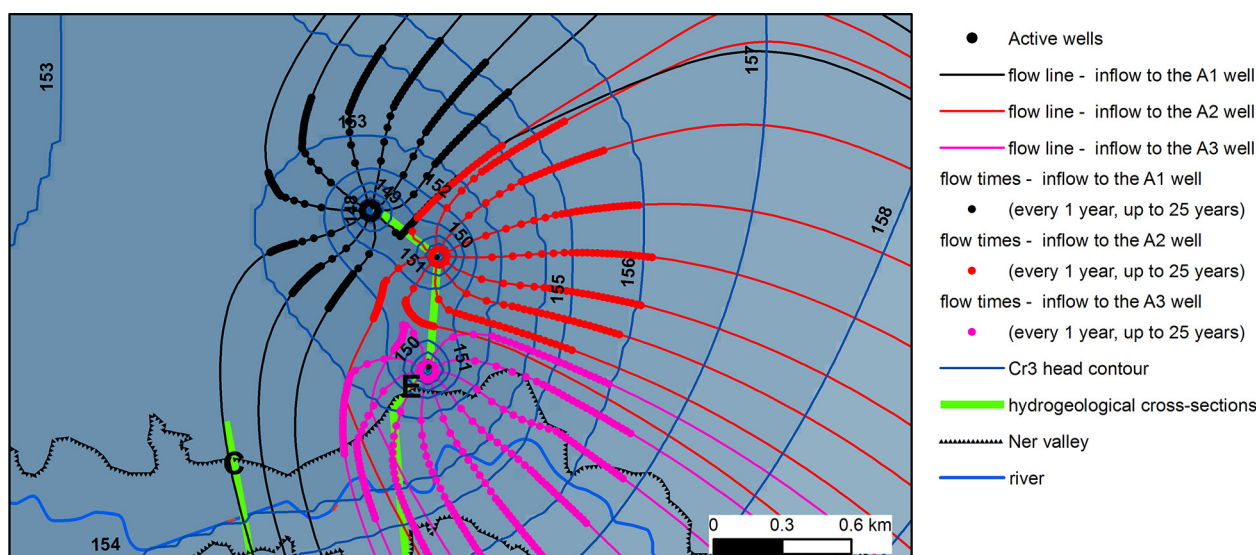 153
157
153
152
149
148
158
150
151
155
156
150
151
E
C
154
0 0.3 0.6 km
Active wells
flow line - inflow to the A1 well
flow line - inflow to the A2 well
flow line - inflow to the A3 well
flow times - inflow to the A1 well
(every 1 year, up to 25 years)
flow times - inflow to the A2 well
(every 1 year, up to 25 years)
flow times - inflow to the A3 well
(every 1 year, up to 25 years)
Cr3 head contour
hydrogeological cross-sections
Ner valley
river